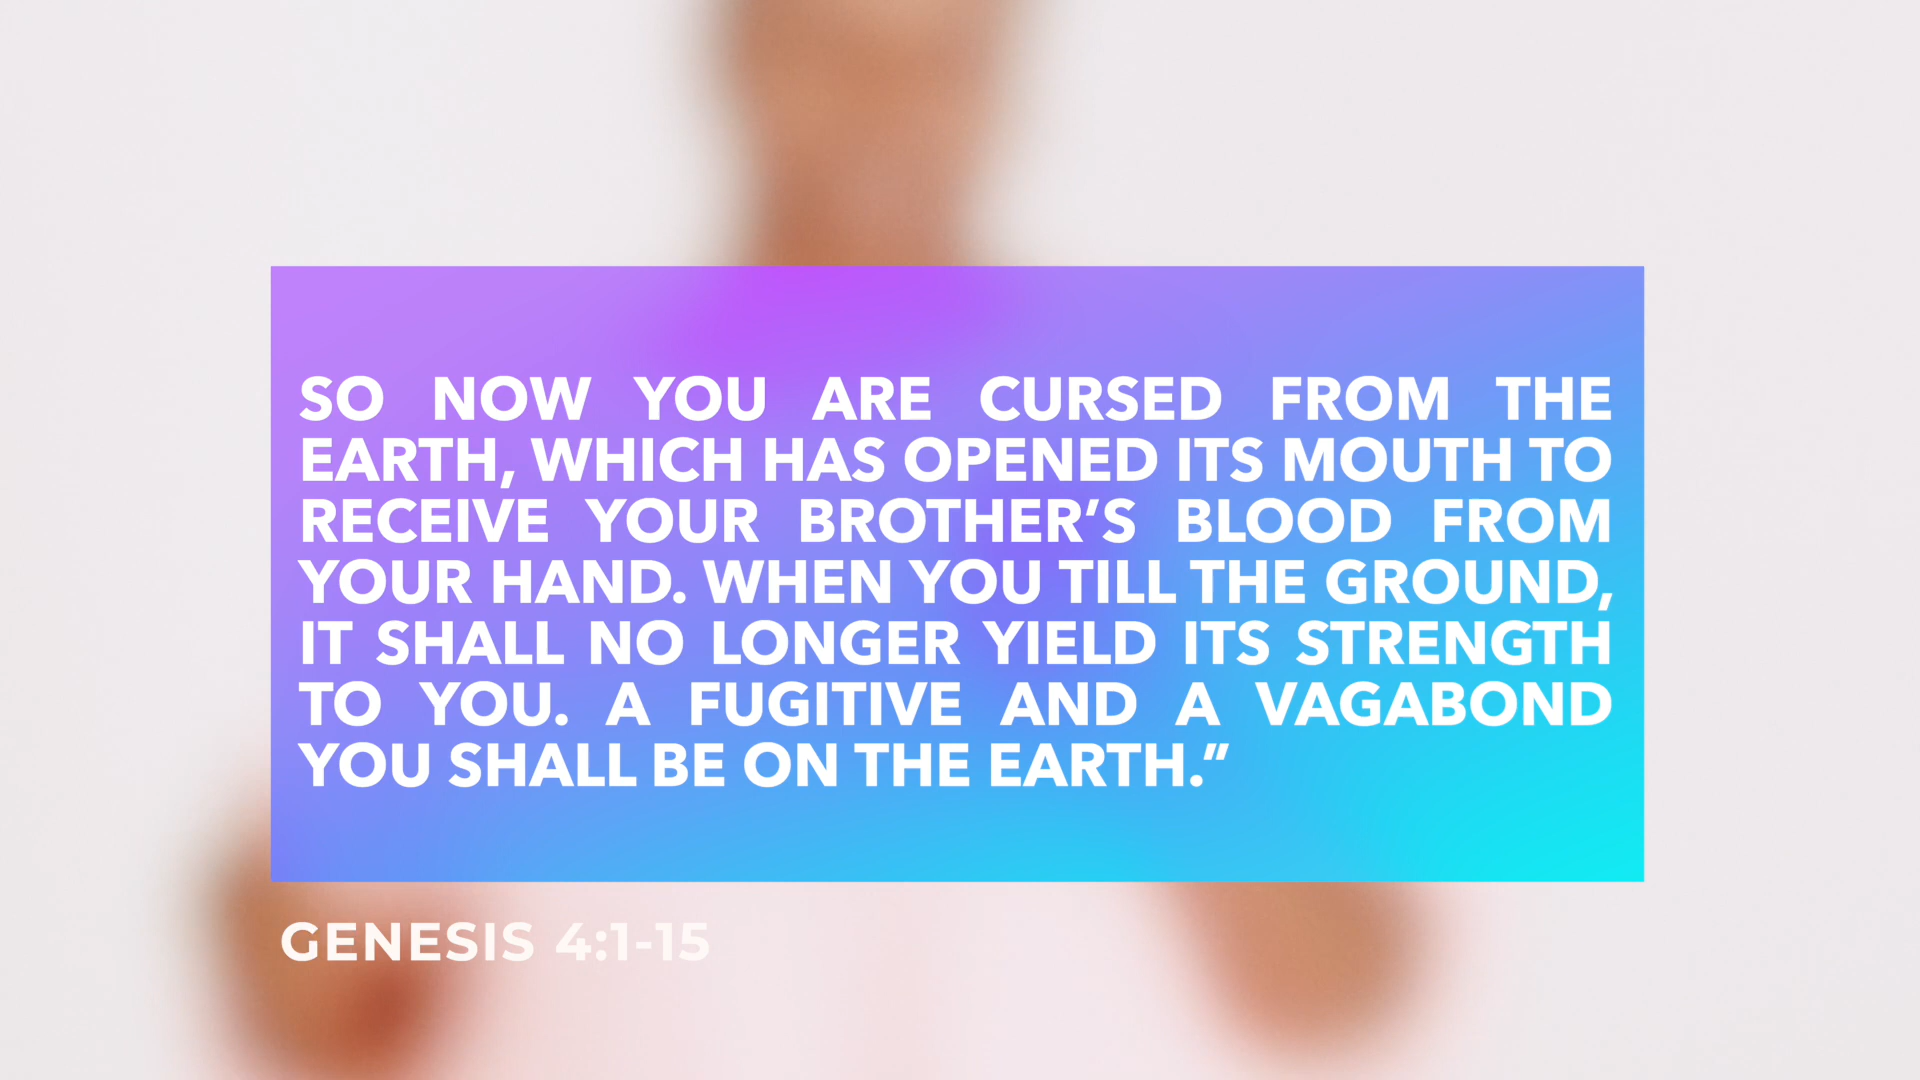 SO NOW YOU ARE CURSED FROM THE
EARTH, WHICH HAS OPENED ITS MOUTH TO
RECEIVE YOUR BROTHER’S BLOOD FROM
YOUR HAND. WHEN YOU TILL THE GROUND,
IT SHALL NO LONGER YIELD ITS STRENGTH
TO YOU. A FUGITIVE AND A VAGABOND
YOU SHALL BE ON THE EARTH.”
GENESIS 4:1-15